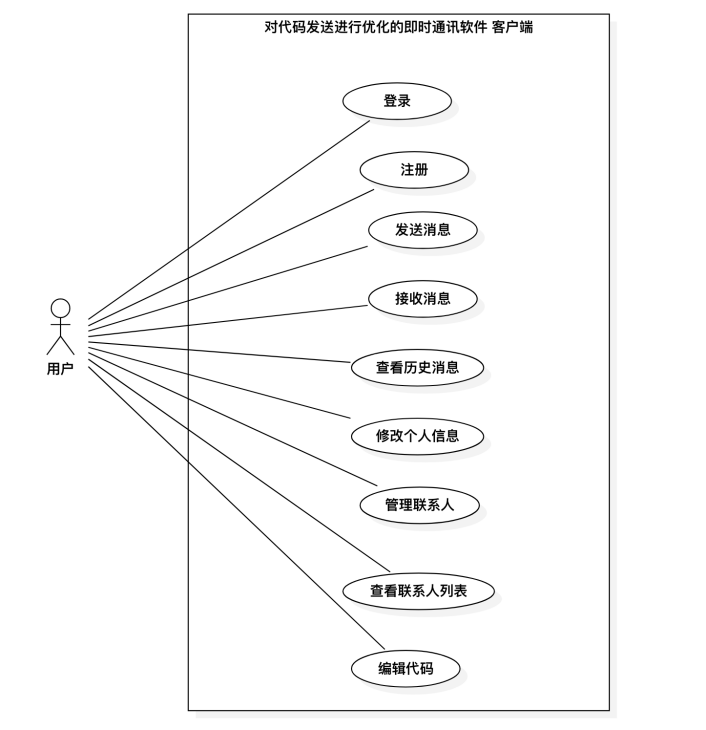 对代码发送进行优化的即时通讯软件 客户端
登录
注册
发送消息
接收消息
用户
查看历史消息
修改个人信息
管理联系人
查看联系人列表
编辑代码